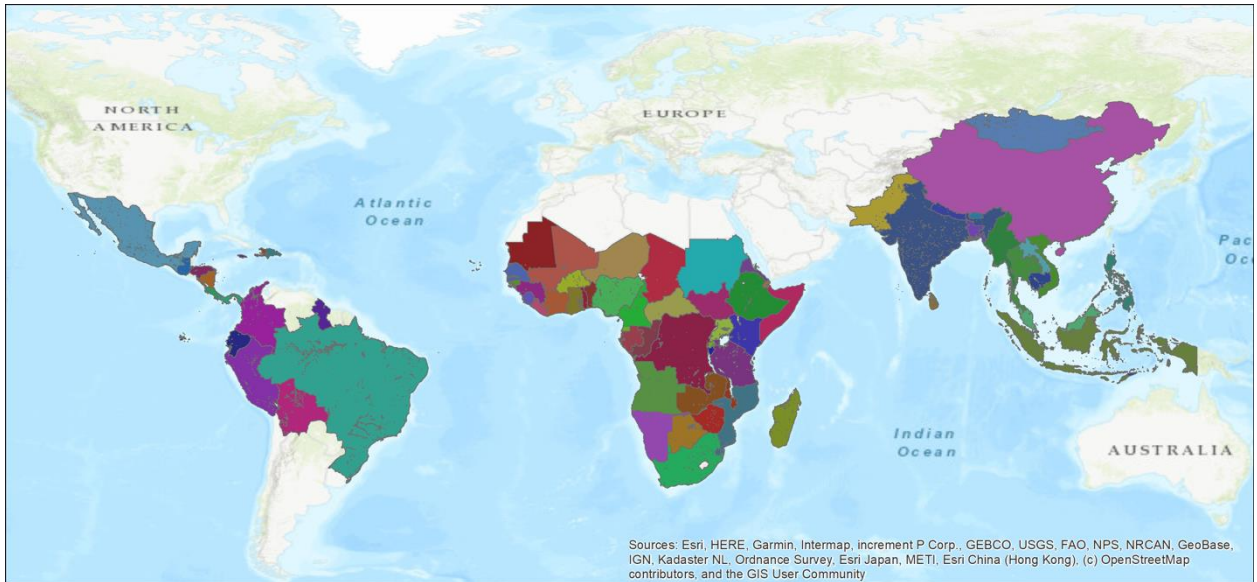 NORTH
AMERICA
EUROPE
Atlantic
Ocean
Pac
Oc
Indian
Ocean
AUSTRALIA
Sources: Esri, HERE, Garmin, Intermap, increment P Corp., GEBCO, USGS, FAO, NPS, NRCAN, GeoBase,
IGN, Kadaster NL, Ordnance Survey, Esri Japan, METI, Esri China (Hong Kong), (c) OpenStreetMap
contributors, and the GIS User Community